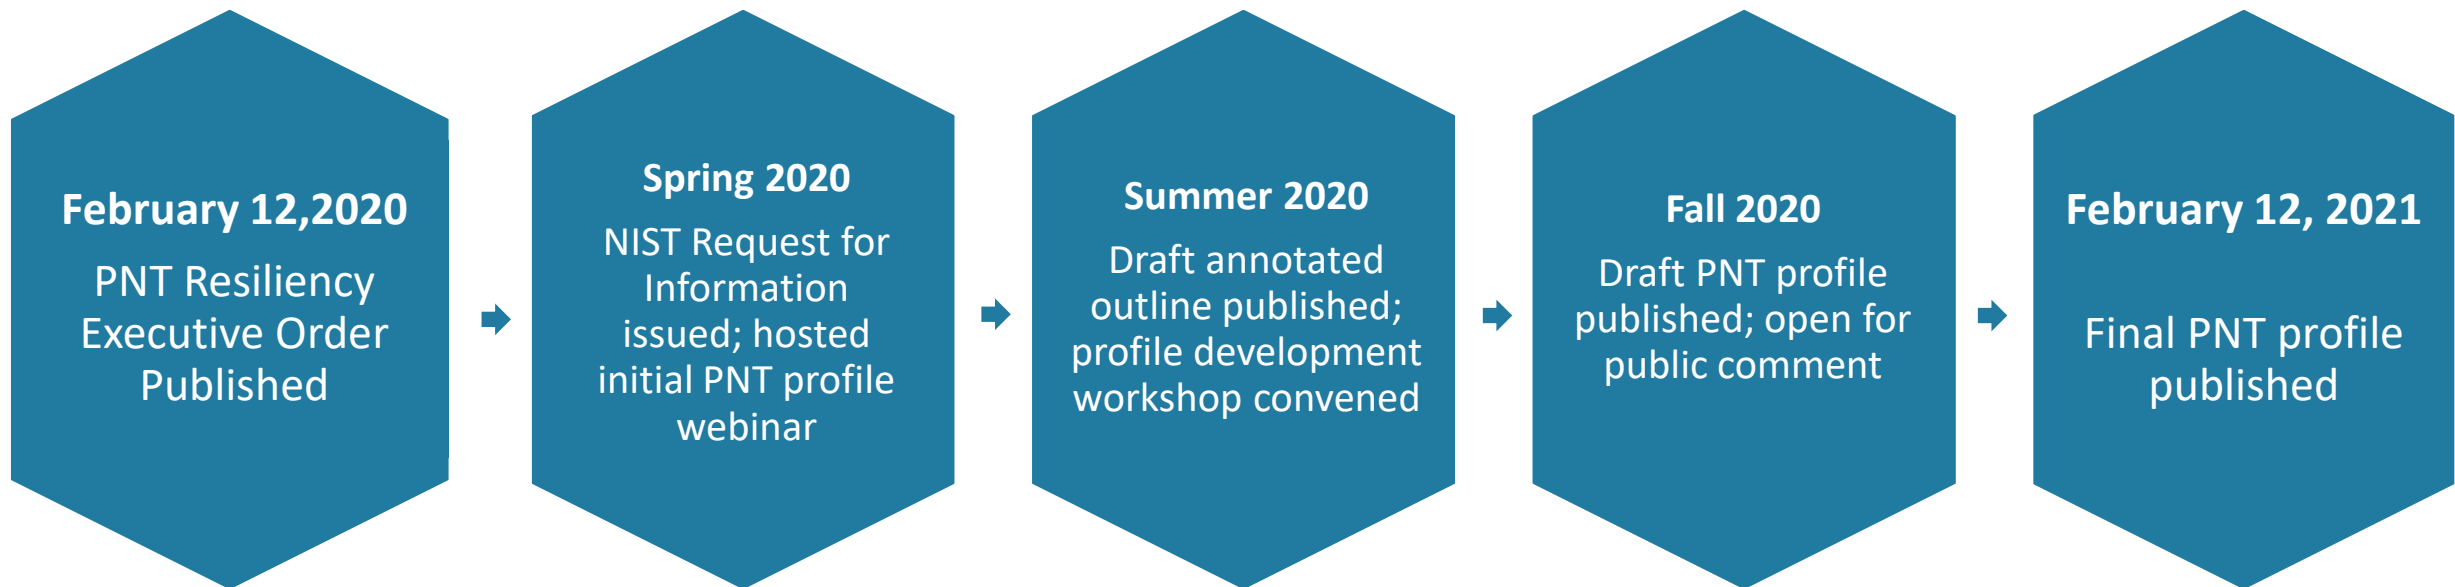 February 12,2020
PNT Resiliency
Executive Order
Published
Spring 2020
NIST Request for
Information
issued; hosted
initial PNT profile
webinar
Summer 2020
Draft annotated
outline published;
profile development
workshop convened
Fall 2020
Draft PNT profile
published; open for
public comment
February 12, 2021
Final PNT profile
published